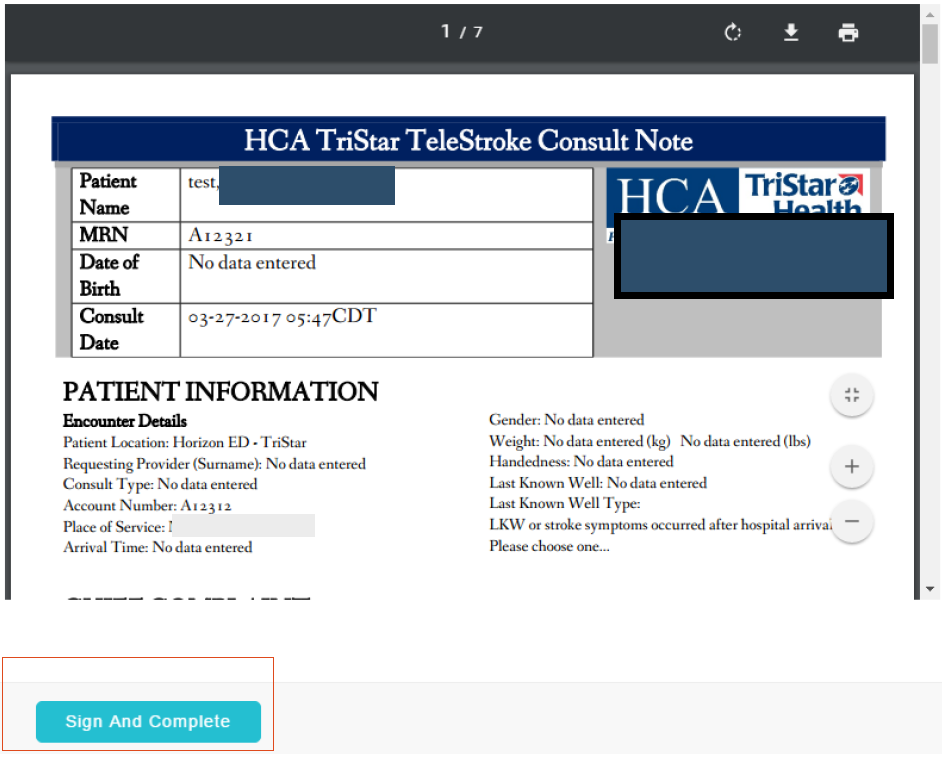 1 / 7
HCA TriStar TeleStroke Consult Note
Patient Name test,
HCA TriStar Health
MRN A12321
Date of Birth No data entered
Consult Date 03-27-2017 05:47CDT
PATIENT INFORMATION
Encounter Details
Patient Location: Horizon ED - TriStar
Requesting Provider (Surname): No data entered
Consult Type: No data entered
Account Number: A12312
Place of Service:
Arrival Time: No data entered
Gender: No data entered
Weight: No data entered (kg) No data entered (lbs)
Handedness: No data entered
Last Known Well: No data entered
Last Known Well Type:
LKW or stroke symptoms occurred after hospital arrival
Please choose one...
CHIEF COMPLAINT
Sign And Complete